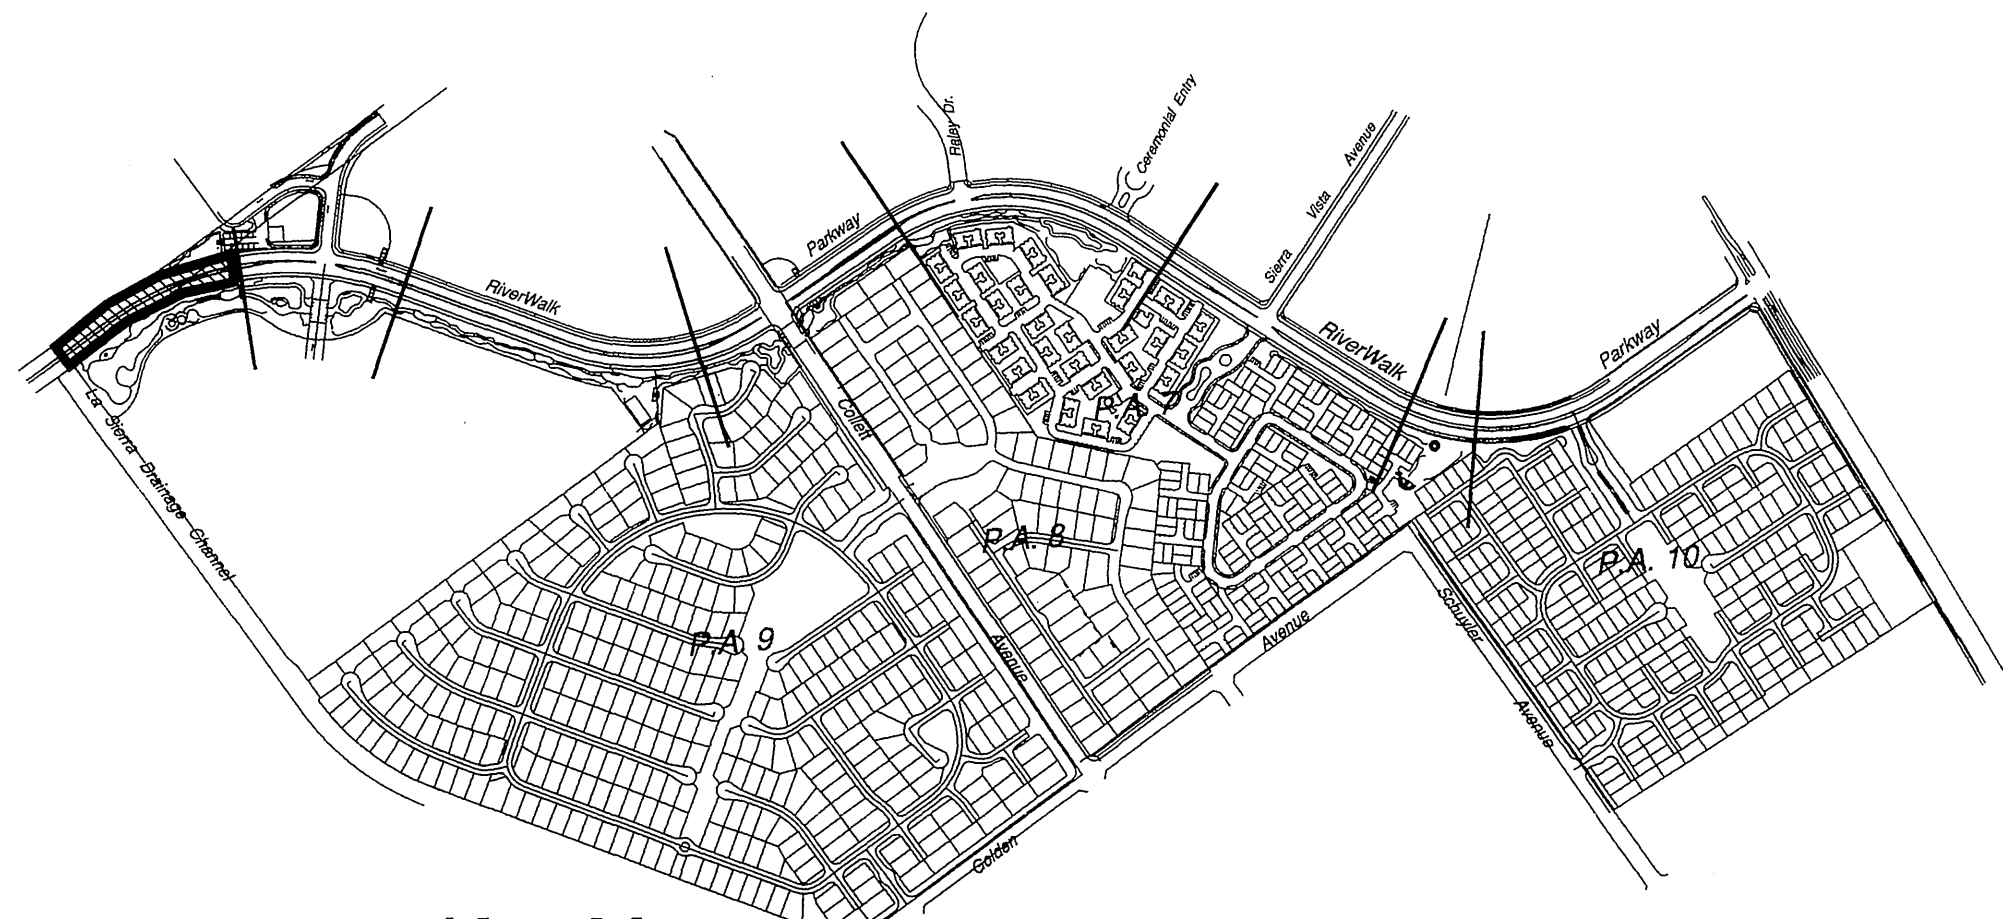 Raley Dr.
Ceremonial Entry
Sierra Vista Avenue
RiverWalk Parkway
RiverWalk Parkway
La Sierra Drainage Channel
Collett Avenue
P.A. 8
P.A. 9
P.A. 10
Schuyler Avenue
Golden Avenue